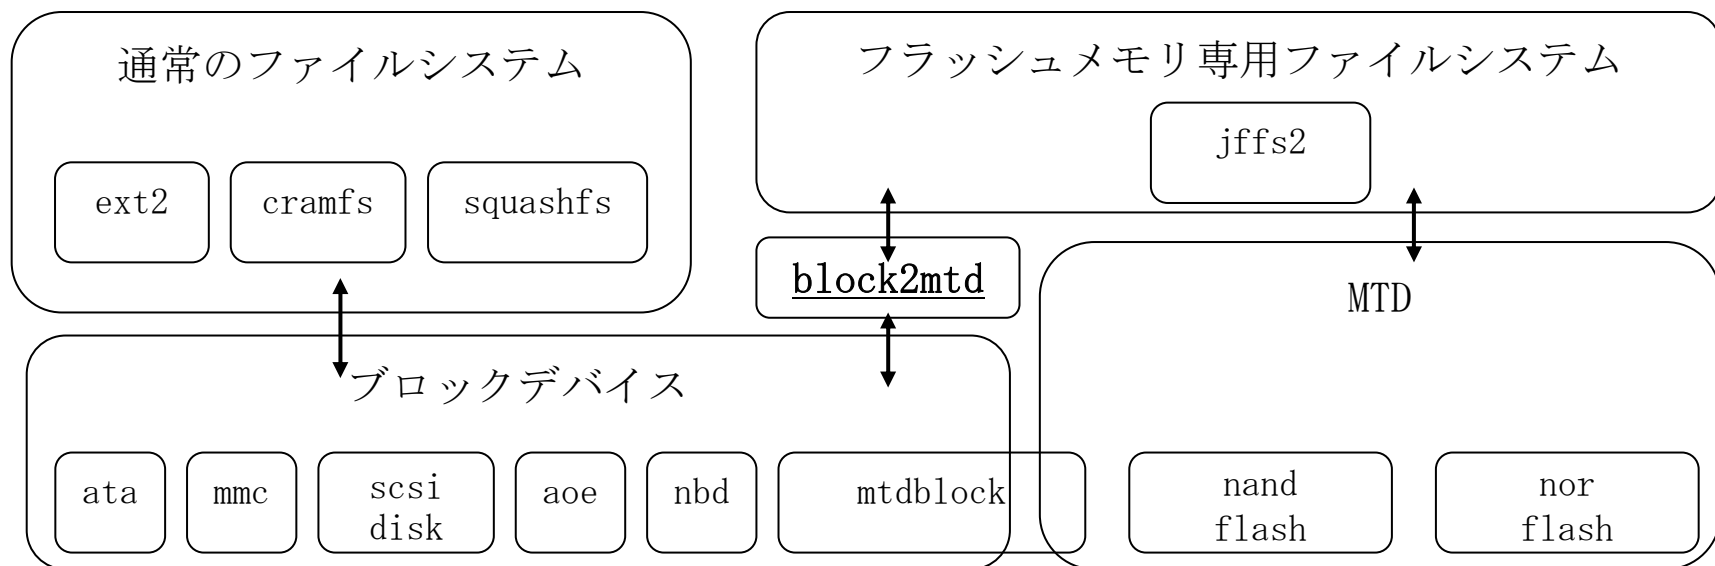 通常のファイルシステム
フラッシュメモリ専用ファイルシステム
jffs2
ext2
cramfs
squashfs
block2mtd
MTD
ブロックデバイス
ata
mmc
scsi
disk
aoe
nbd
mtdblock
nand
flash
nor
flash